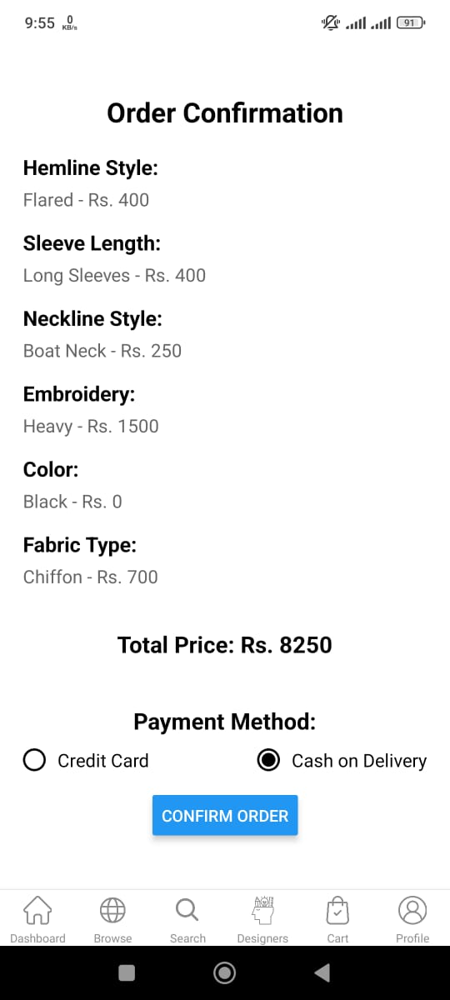 9:55 0 KB/s 91
Order Confirmation
Hemline Style:
Flared - Rs. 400
Sleeve Length:
Long Sleeves - Rs. 400
Neckline Style:
Boat Neck - Rs. 250
Embroidery:
Heavy - Rs. 1500
Color:
Black - Rs. 0
Fabric Type:
Chiffon - Rs. 700
Total Price: Rs. 8250
Payment Method:
Credit Card Cash on Delivery
CONFIRM ORDER
Dashboard Browse Search Designers Cart Profile